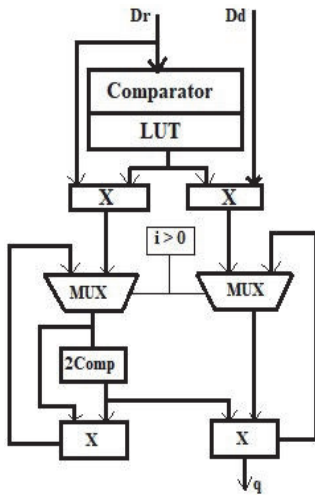 Dr Dd
Comparator
LUT
X X
i > 0
MUX MUX
2Comp
X X
q